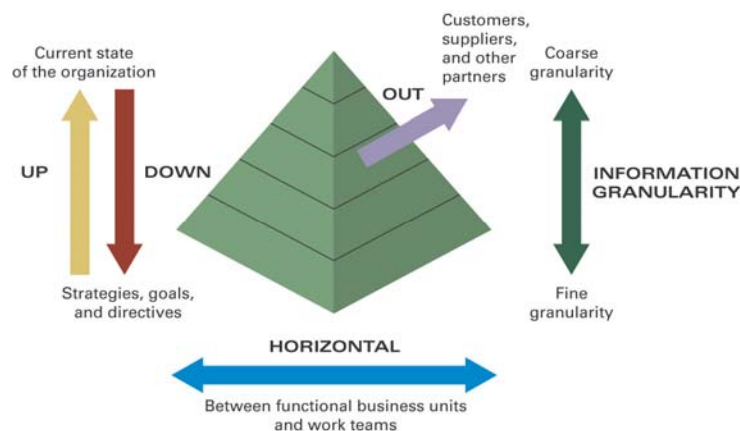 Customers,
suppliers,
and other
partners
Current state
of the organization
Coarse
granularity
OUT
UP
DOWN
INFORMATION
GRANULARITY
Strategies, goals,
and directives
Fine
granularity
HORIZONTAL
Between functional business units
and work teams